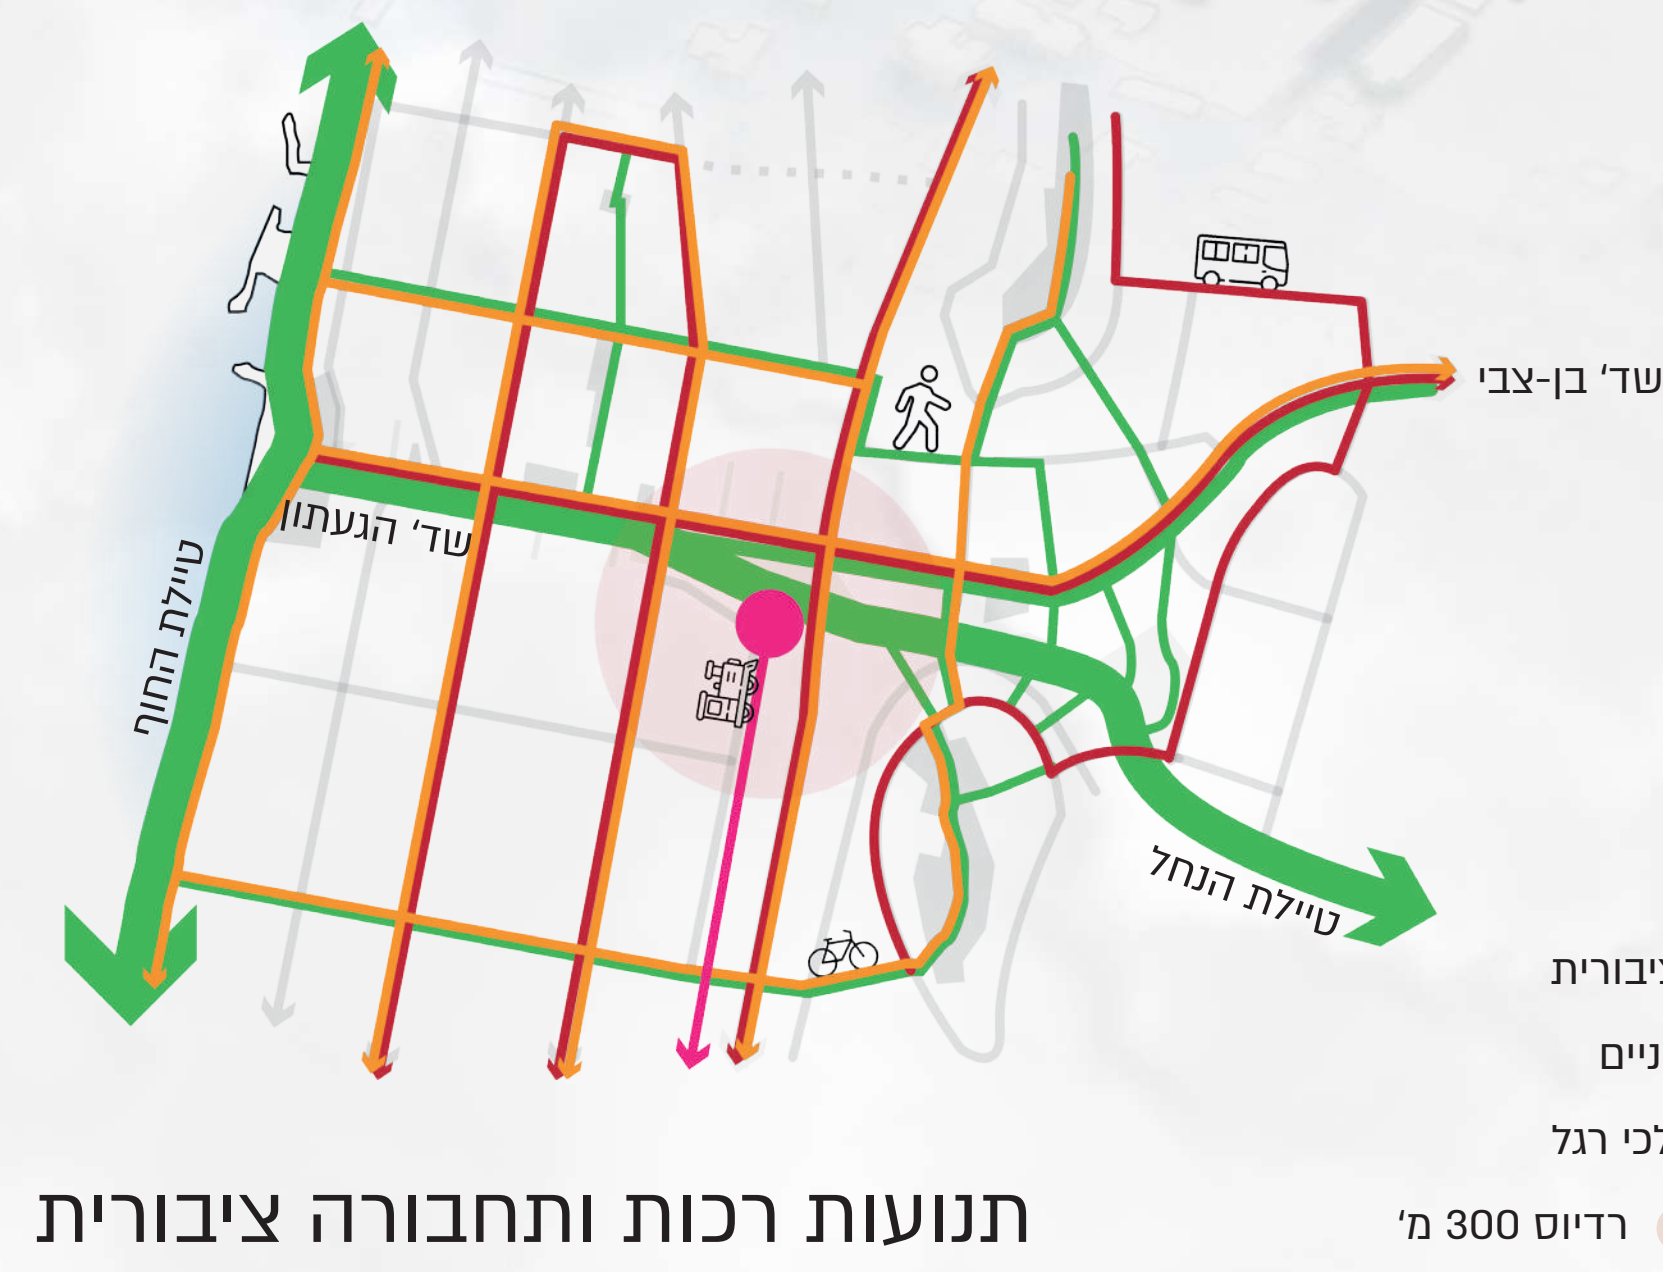 שד' בן-צבי
שד' הגעתון
טיילת החוף
טיילת הנחל
ציבורית
ניים
לכי רגל
רדיוס 300 מ'
תנועות רכות ותחבורה ציבורית